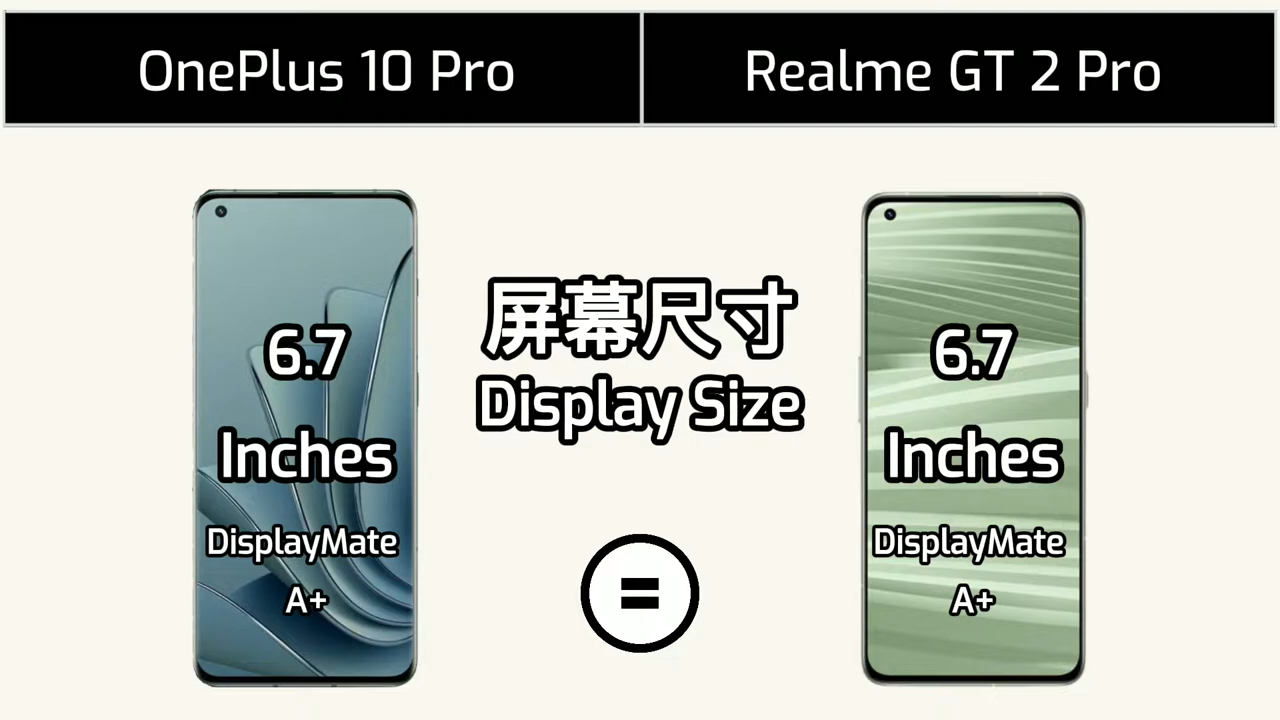 OnePlus 10 Pro
Realme GT 2 Pro
屏幕尺寸
Display Size
6.7
Inches
DisplayMate
A+
6.7
Inches
DisplayMate
A+
=